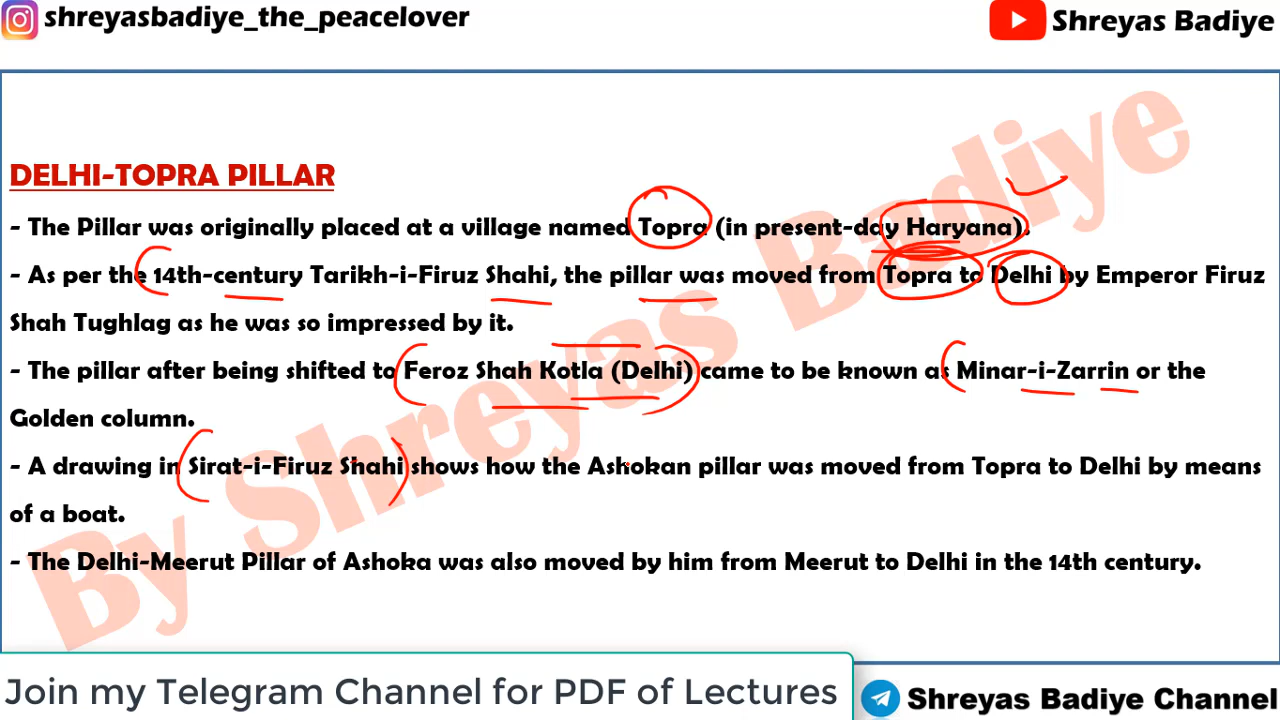 shreyasbadiye_the_peacelover
Shreyas Badiye
DELHI-TOPRA PILLAR
- The Pillar was originally placed at a village named Topra (in present-day Haryana).
- As per the 14th-century Tarikh-i-Firuz Shahi, the pillar was moved from Topra to Delhi by Emperor Firuz
Shah Tughlag as he was so impressed by it.
- The pillar after being shifted to Feroz Shah Kotla (Delhi) came to be known as Minar-i-Zarrin or the
Golden column.
- A drawing in Sirat-i-Firuz Shahi shows how the Ashokan pillar was moved from Topra to Delhi by means
of a boat.
- The Delhi-Meerut Pillar of Ashoka was also moved by him from Meerut to Delhi in the 14th century.
By Shreyas Badiye
Join my Telegram Channel for PDF of Lectures
Shreyas Badiye Channel